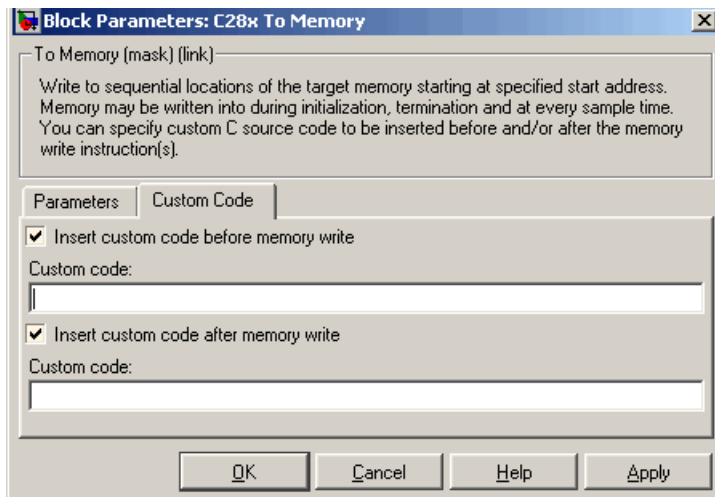 Block Parameters: C28x To Memory
To Memory (mask) (link)
Write to sequential locations of the target memory starting at specified start address.
Memory may be written into during initialization, termination and at every sample time.
You can specify custom C source code to be inserted before and/or after the memory
write instruction(s).
Parameters Custom Code
Insert custom code before memory write
Custom code:
Insert custom code after memory write
Custom code:
OK Cancel Help Apply